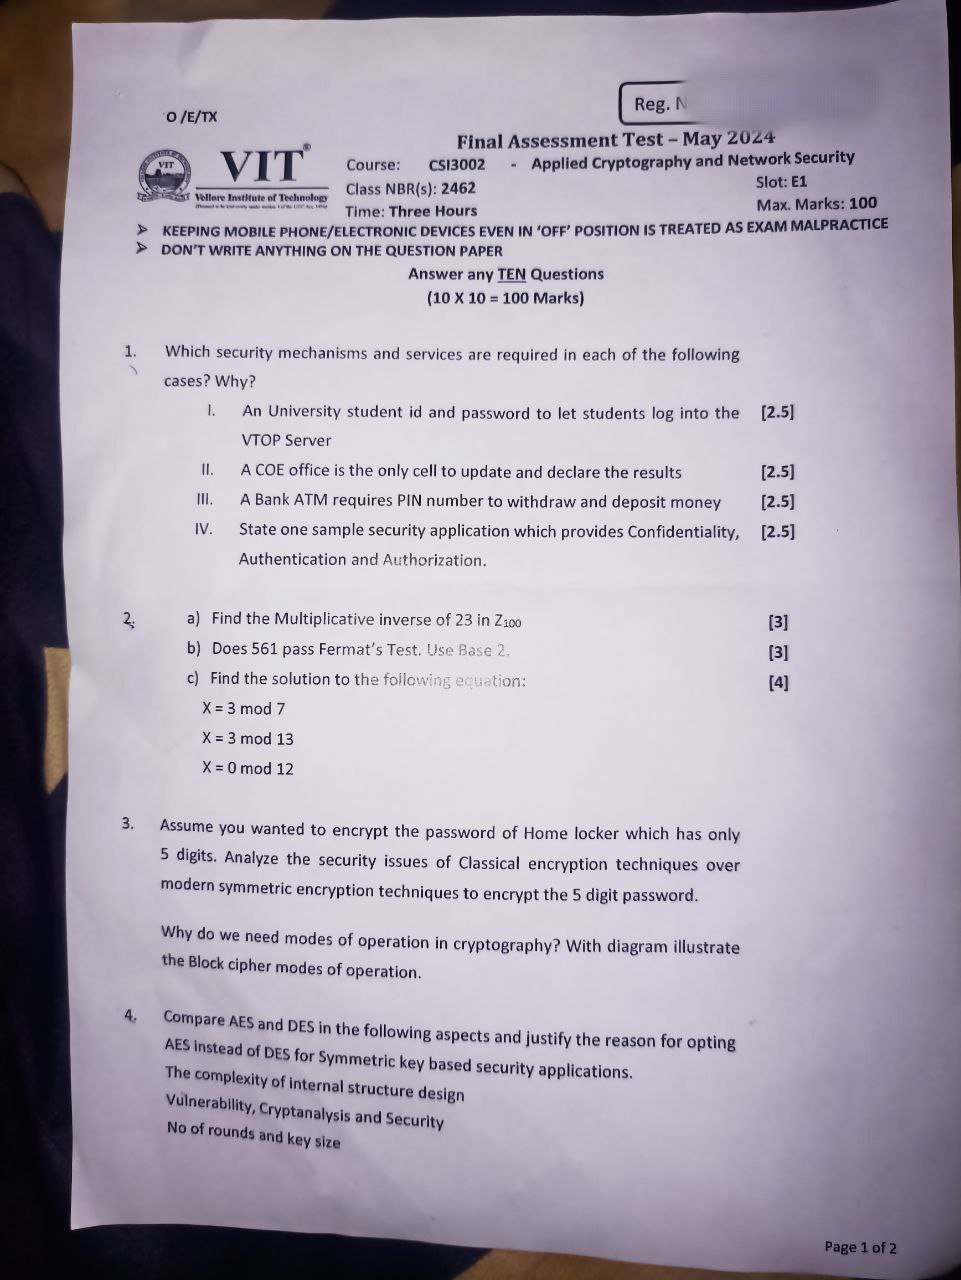 O /E/TX
Reg. N
Final Assessment Test – May 2024
VIT®
VIT
Vellore Institute of Technology
Course: CSI3002 - Applied Cryptography and Network Security
Class NBR(s): 2462
Slot: E1
Time: Three Hours
Max. Marks: 100
➢ KEEPING MOBILE PHONE/ELECTRONIC DEVICES EVEN IN ‘OFF’ POSITION IS TREATED AS EXAM MALPRACTICE
➢ DON’T WRITE ANYTHING ON THE QUESTION PAPER
Answer any TEN Questions
(10 X 10 = 100 Marks)
1. Which security mechanisms and services are required in each of the following
cases? Why?
I. An University student id and password to let students log into the [2.5]
VTOP Server
II. A COE office is the only cell to update and declare the results [2.5]
III. A Bank ATM requires PIN number to withdraw and deposit money [2.5]
IV. State one sample security application which provides Confidentiality, [2.5]
Authentication and Authorization.
2. a) Find the Multiplicative inverse of 23 in Z100 [3]
b) Does 561 pass Fermat’s Test. Use Base 2. [3]
c) Find the solution to the following equation: [4]
X = 3 mod 7
X = 3 mod 13
X = 0 mod 12
3. Assume you wanted to encrypt the password of Home locker which has only
5 digits. Analyze the security issues of Classical encryption techniques over
modern symmetric encryption techniques to encrypt the 5 digit password.
Why do we need modes of operation in cryptography? With diagram illustrate
the Block cipher modes of operation.
4. Compare AES and DES in the following aspects and justify the reason for opting
AES instead of DES for Symmetric key based security applications.
The complexity of internal structure design
Vulnerability, Cryptanalysis and Security
No of rounds and key size
Page 1 of 2